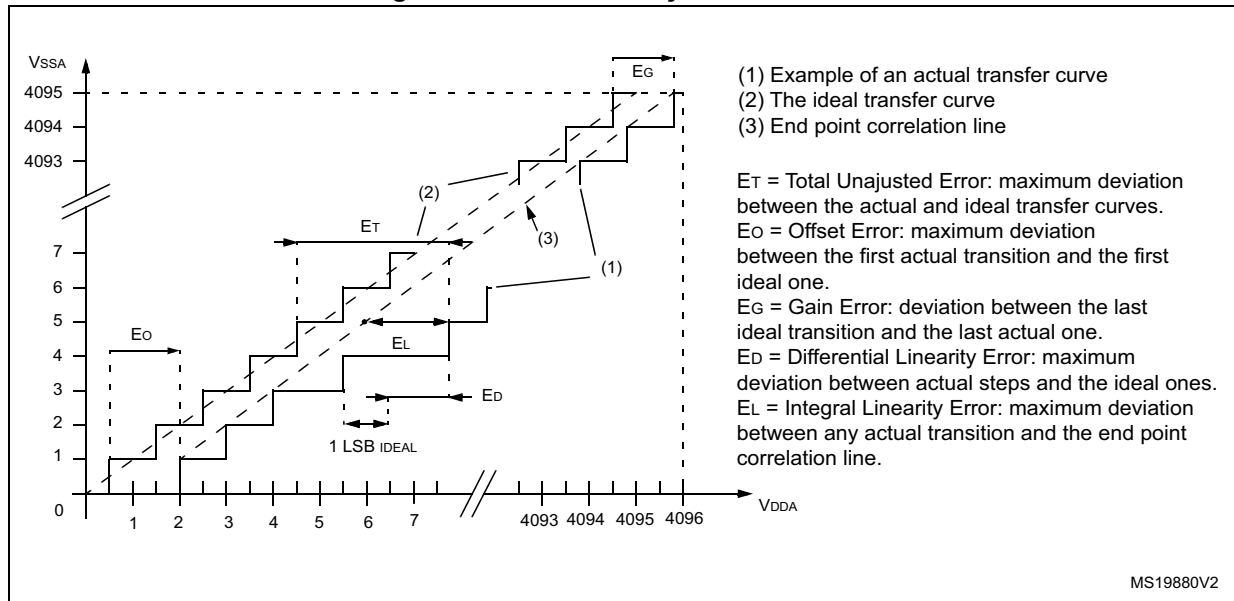 VSSA
4095
4094
4093
7
6
5
4
3
2
1
0
1 2 3 4 5 6 7
4093 4094 4095 4096
VDDA
EG
(2)
ET
(3)
(1)
EO
EL
ED
1 LSB IDEAL
(1) Example of an actual transfer curve
(2) The ideal transfer curve
(3) End point correlation line
ET = Total Unajusted Error: maximum deviation
between the actual and ideal transfer curves.
EO = Offset Error: maximum deviation
between the first actual transition and the first
ideal one.
EG = Gain Error: deviation between the last
ideal transition and the last actual one.
ED = Differential Linearity Error: maximum
deviation between actual steps and the ideal ones.
EL = Integral Linearity Error: maximum deviation
between any actual transition and the end point
correlation line.
MS19880V2